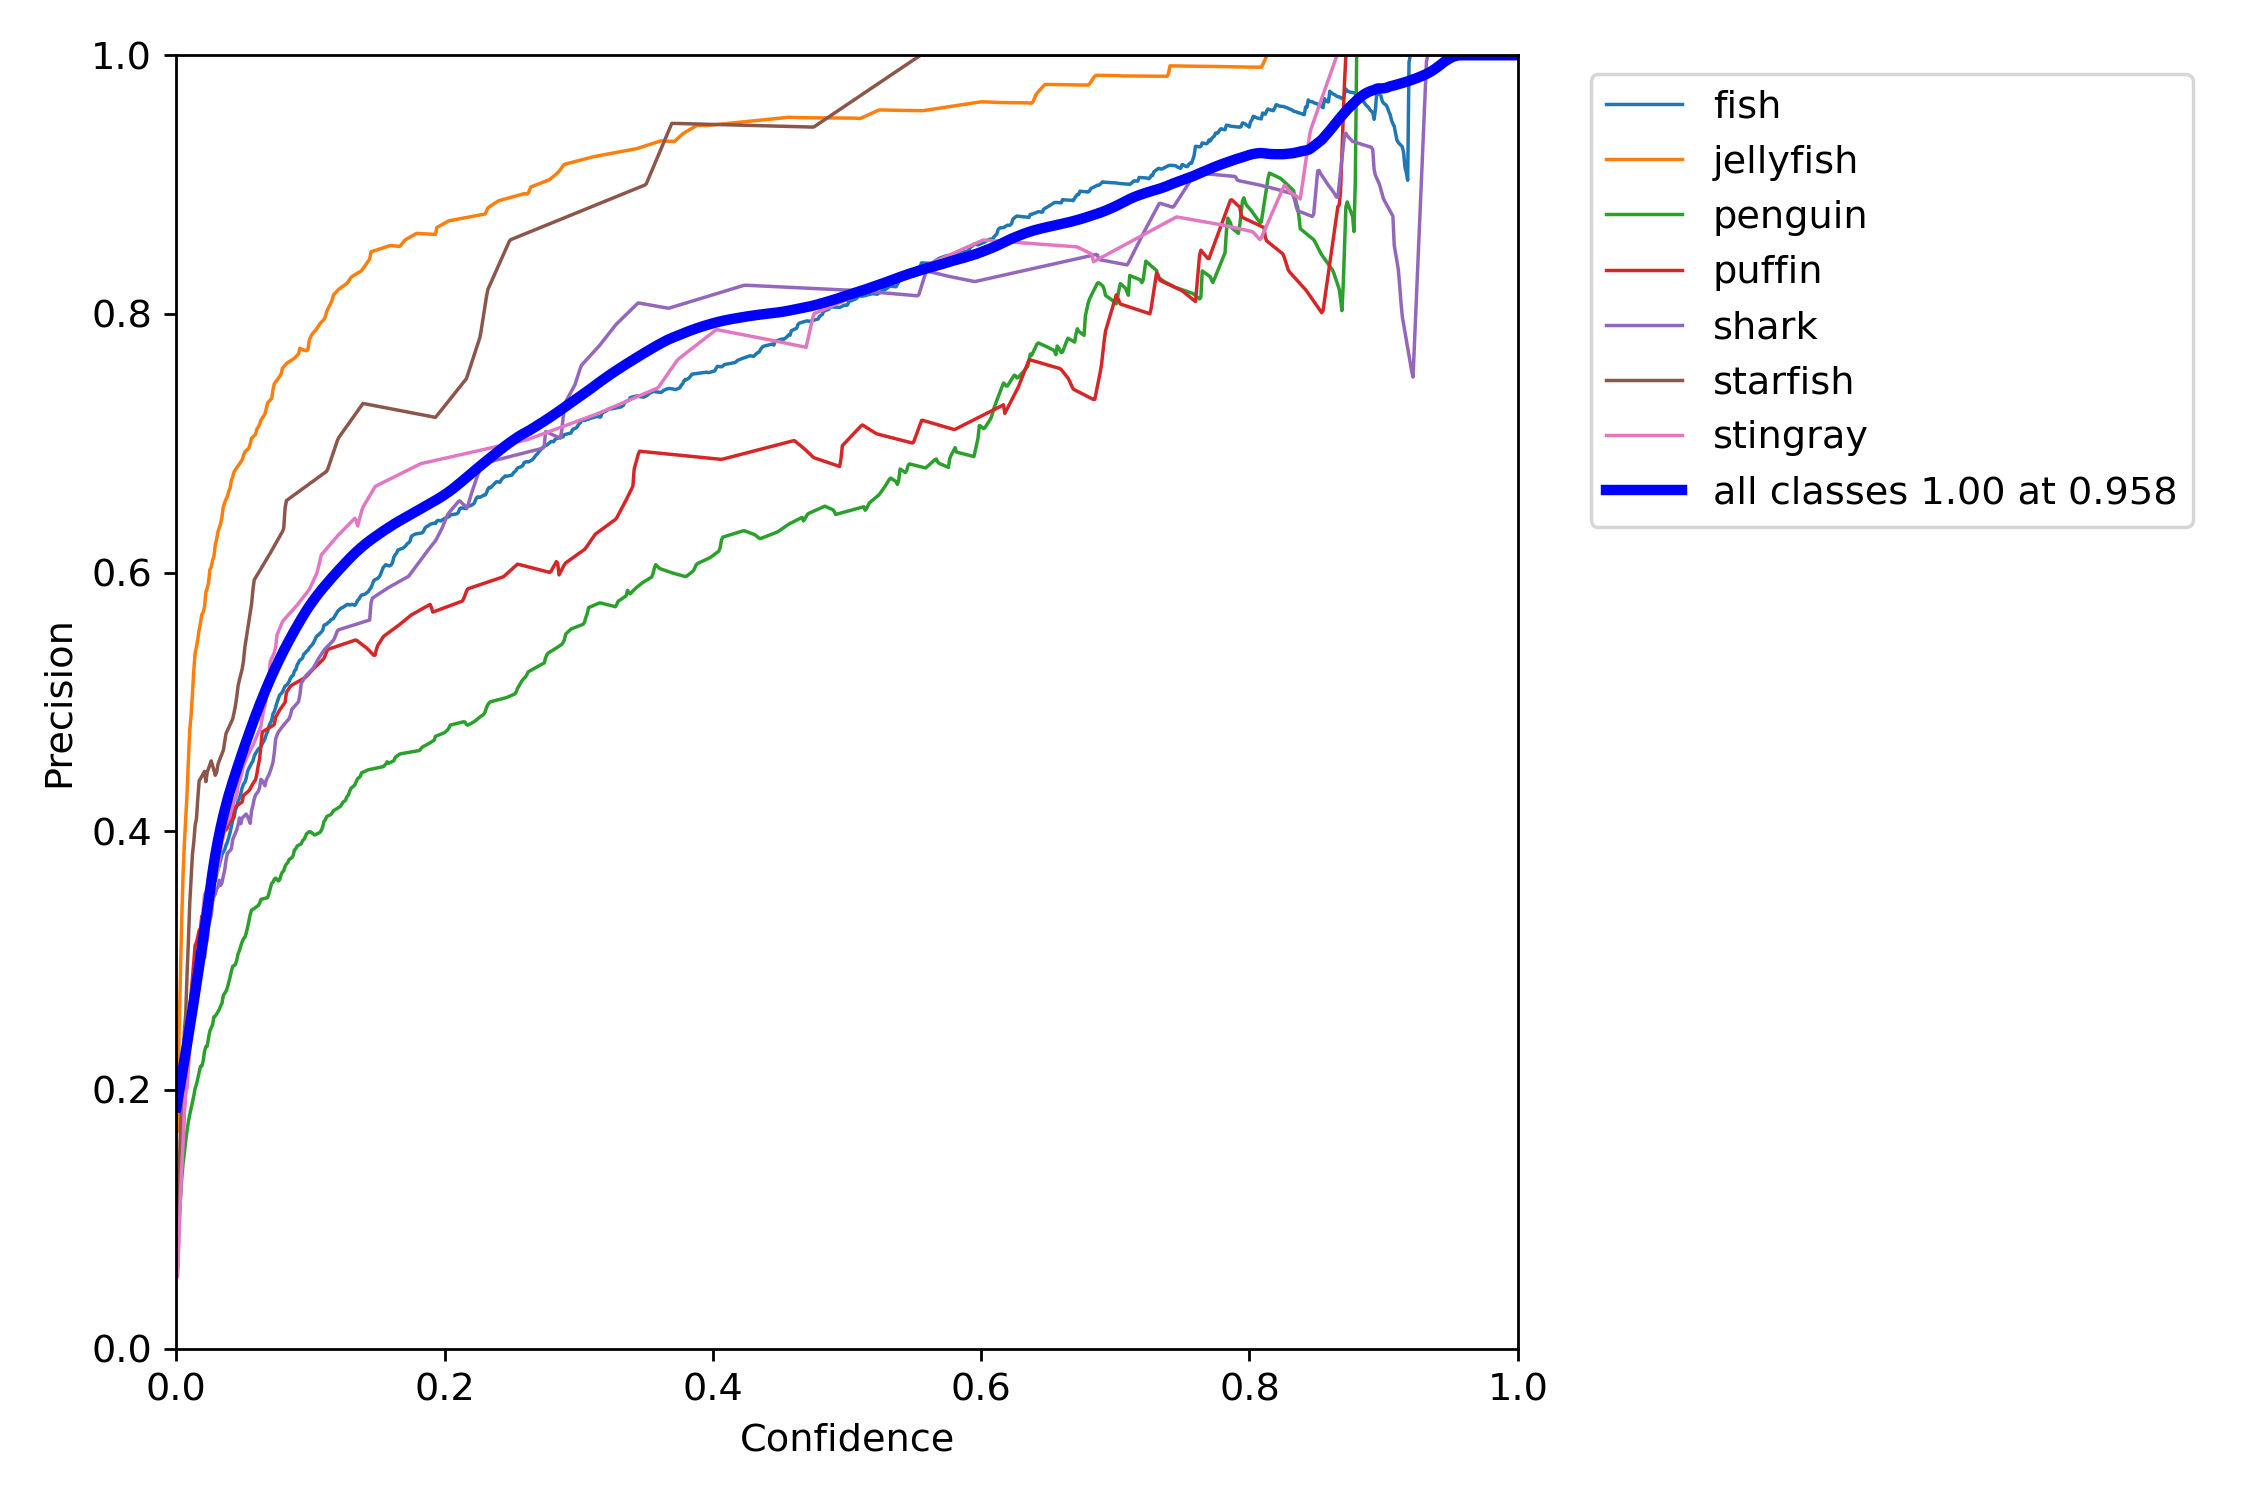 1.0
0.8
0.6
0.4
0.2
0.0
Precision
0.0 0.2 0.4 0.6 0.8 1.0
Confidence
fish
jellyfish
penguin
puffin
shark
starfish
stingray
all classes 1.00 at 0.958